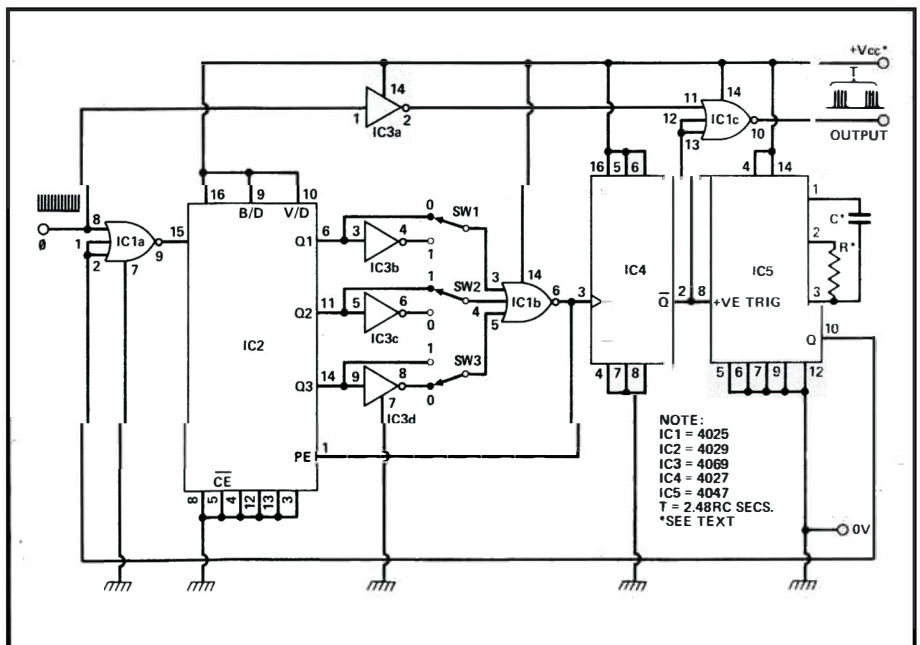 +Vcc*
T
14
1
2
IC3a
11
12
13
14
IC1c
10
OUTPUT
16
9
10
B/D
V/D
16
5
6
4
14
ø
8
1
2
IC1a
7
9
15
Q1
6
3
4
IC3b
0
1
SW1
Q2
11
5
6
IC3c
1
0
SW2
IC2
Q3
14
9
8
7
IC3d
1
0
SW3
3
4
5
14
IC1b
6
3
IC4
Q̅
2
8
+VE TRIG
IC5
1
C*
2
R*
3
Q
10
PE
1
C̅E̅
8
5
4
12
13
3
4
7
8
5
6
7
9
12
NOTE:
IC1 = 4025
IC2 = 4029
IC3 = 4069
IC4 = 4027
IC5 = 4047
T = 2.48RC SECS.
*SEE TEXT
0V